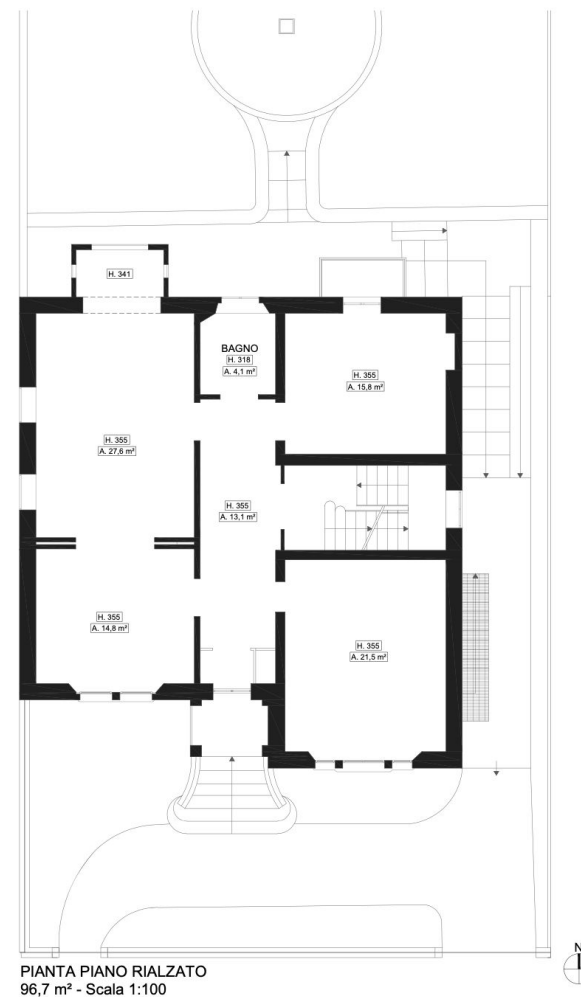 H. 341
BAGNO
H. 318
A. 4,1 m²
H. 355
A. 15,8 m²
H. 355
A. 27,6 m²
H. 355
A. 13,1 m²
H. 355
A. 14,8 m²
H. 355
A. 21,5 m²
N
PIANTA PIANO RIALZATO
96,7 m² - Scala 1:100